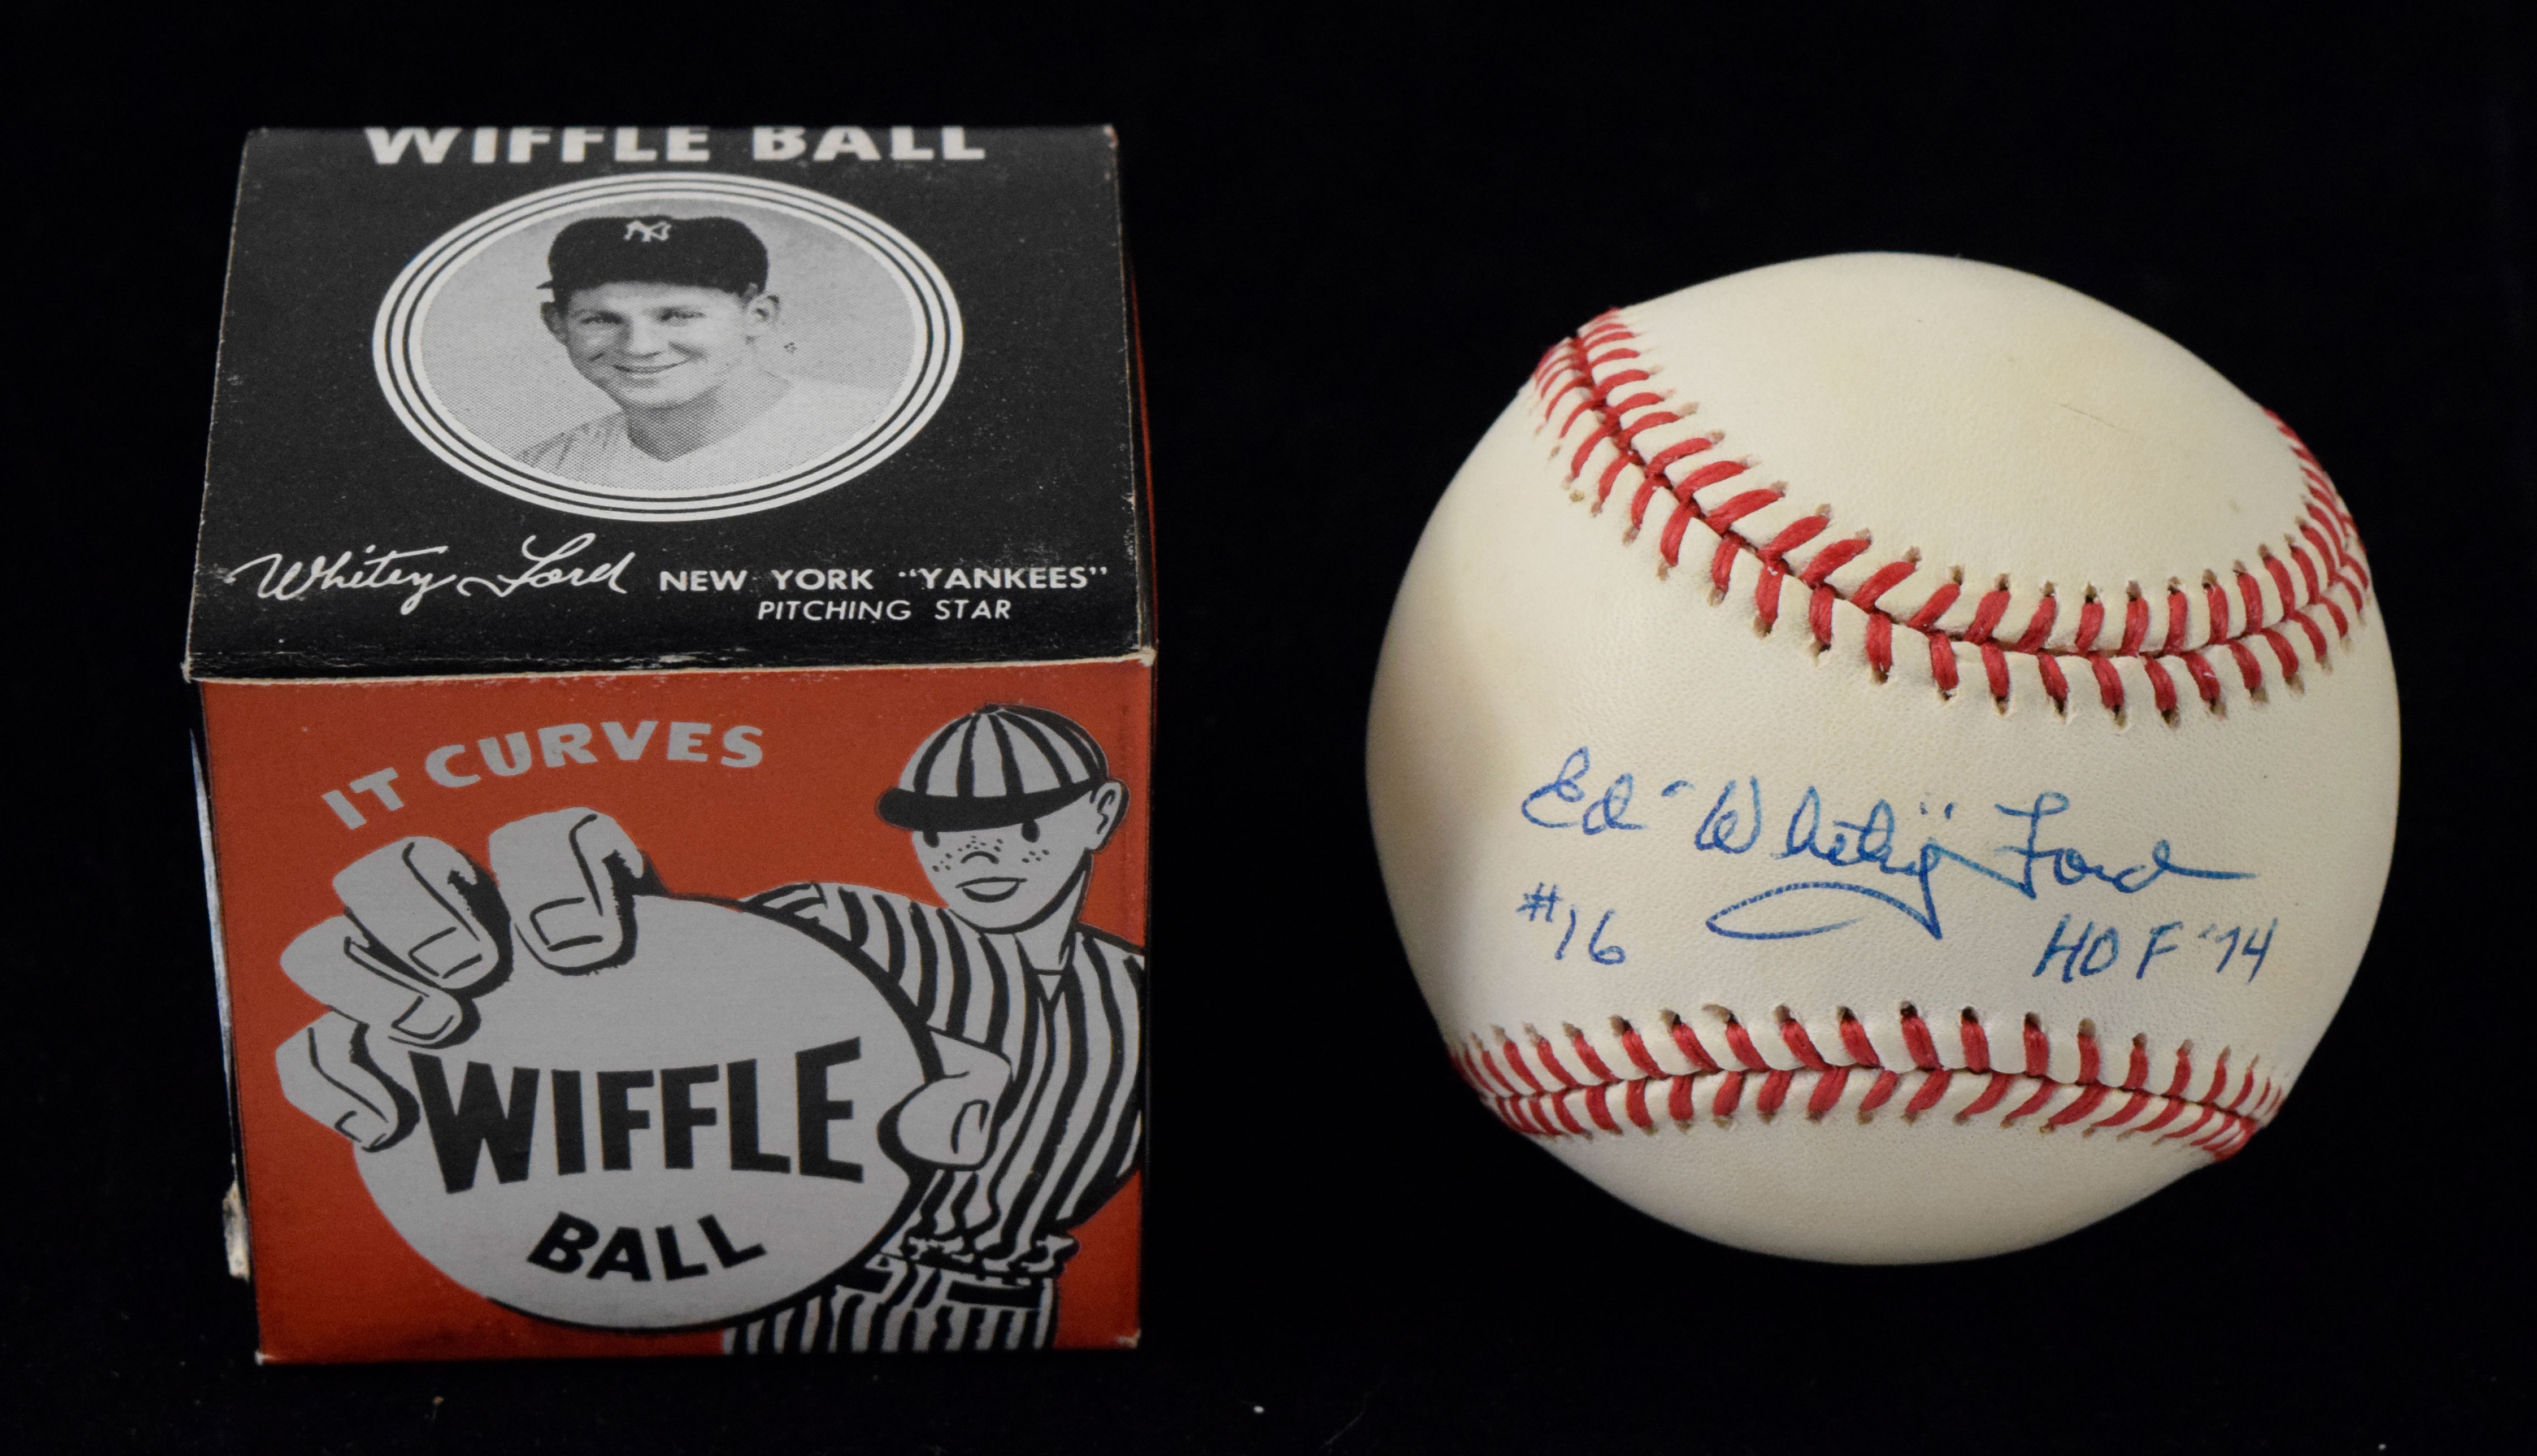 WIFFLE BALL
NY
Whitey Ford NEW YORK "YANKEES"
PITCHING STAR
IT CURVES
WIFFLE
BALL
Ed "Whitey" Ford
#16
HOF '74